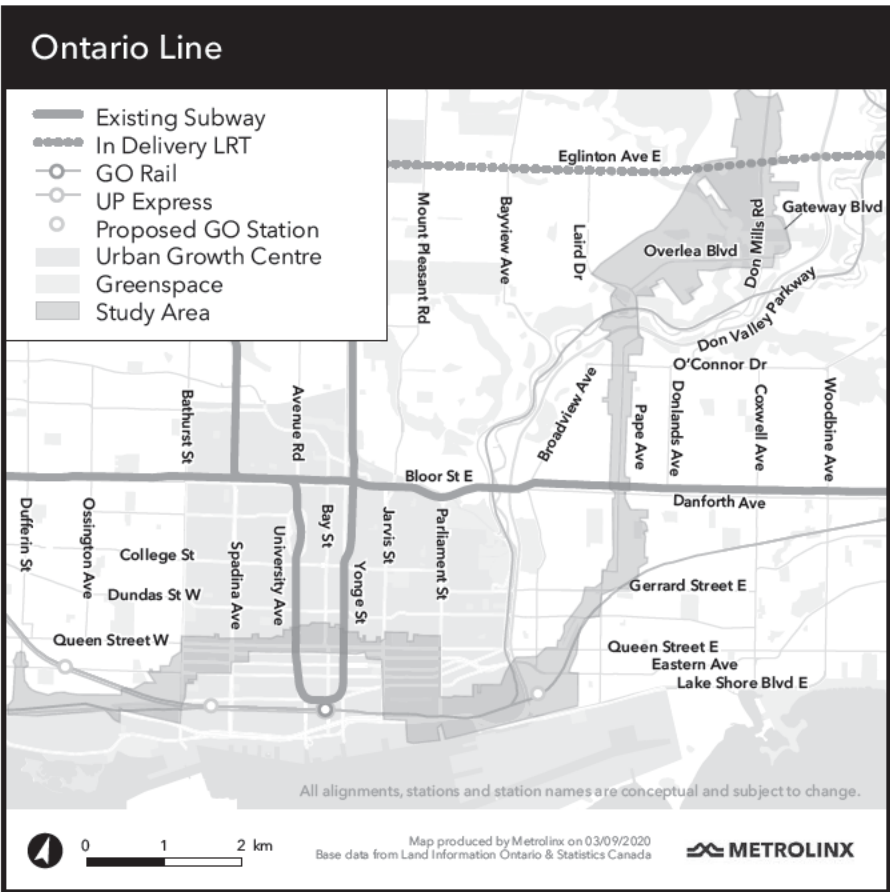 Ontario Line
Existing Subway
In Delivery LRT
GO Rail
UP Express
Proposed GO Station
Urban Growth Centre
Greenspace
Study Area
Eglinton Ave E
Mount Pleasant Rd
Bayview Ave
Laird Dr
Overlea Blvd
Don Mills Rd
Gateway Blvd
Don Valley Parkway
O'Connor Dr
Bathurst St
Avenue Rd
Broadview Ave
Pape Ave
Donlands Ave
Coxwell Ave
Woodbine Ave
Bloor St E
Danforth Ave
Dufferin St
Ossington Ave
College St
Dundas St W
Queen Street W
Spadina Ave
University Ave
Bay St
Yonge St
Jarvis St
Parliament St
Gerrard Street E
Queen Street E
Eastern Ave
Lake Shore Blvd E
All alignments, stations and station names are conceptual and subject to change.
0 1 2 km
Map produced by Metrolinx on 03/09/2020
Base data from Land Information Ontario & Statistics Canada
METROLINX